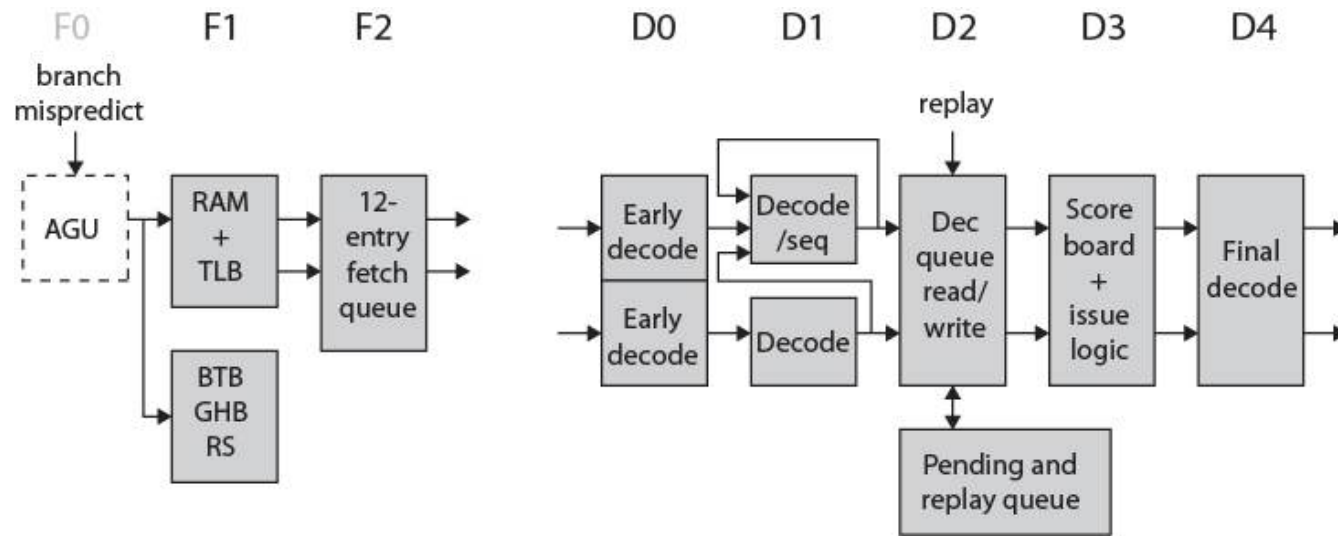 F0 F1 F2 D0 D1 D2 D3 D4
branch
mispredict
replay
AGU
RAM
+
TLB
12-
entry
fetch
queue
Early
decode
Early
decode
Decode
/seq
Decode
Dec
queue
read/
write
Score
board
+
issue
logic
Final
decode
BTB
GHB
RS
Pending and
replay queue